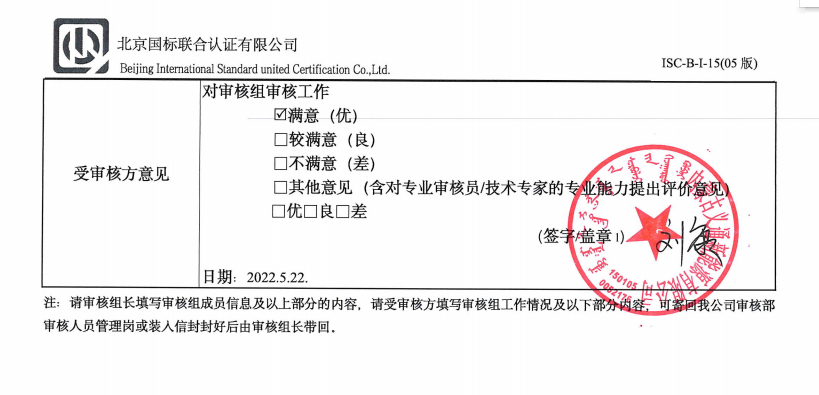 北京国标联合认证有限公司
Beijing International Standard united Certification Co.,Ltd.
ISC-B-I-15(05 版)
对审核组审核工作
☑满意（优）
□较满意（良）
□不满意（差）
受审核方意见
□其他意见（含对专业审核员/技术专家的专业能力提出评价意见)
□优□良□差
(签字/盖章)
日期：2022.5.22.
注：请审核组长填写审核组成员信息及以上部分的内容，请受审核方填写审核组工作情况及以下部分内容，可寄回我公司审核部
审核人员管理岗或装入信封封好后由审核组长带回。